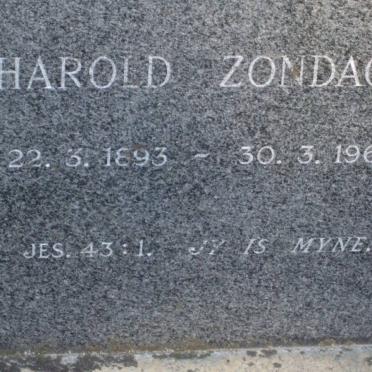 HAROLD ZONDAG
22. 3. 1893 - 30. 3. 196
JES. 43 : 1. JY IS MYNE.